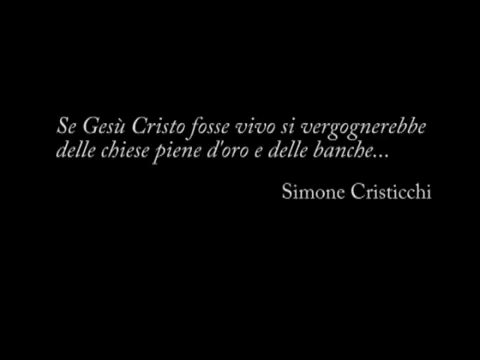 Se Gesù Cristo fosse vivo si vergognerebbe
delle chiese piene d'oro e delle banche...
Simone Cristicchi